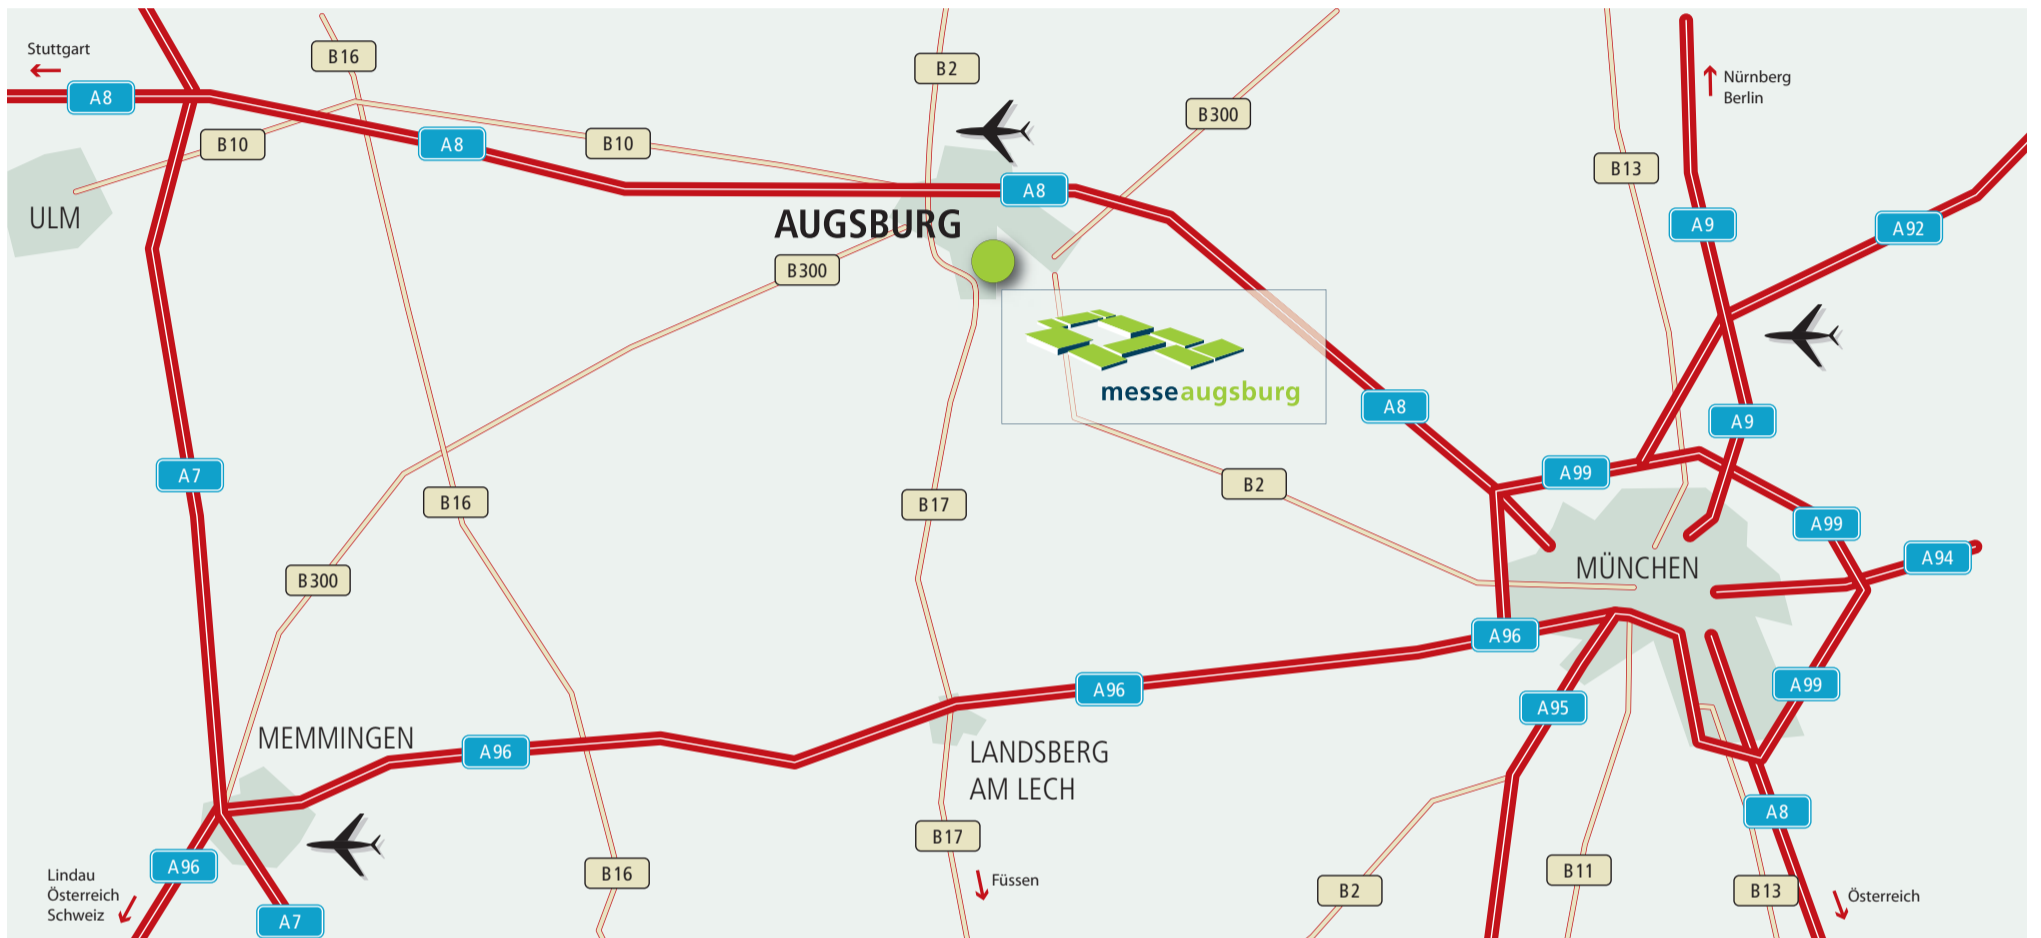 Stuttgart
A8
B16
B10
A8
B10
B2
B300
A8
B13
Nürnberg
Berlin
A9
A92
ULM
AUGSBURG
B300
messeaugsburg
A8
A9
A7
B16
B17
B2
A99
A99
A94
MÜNCHEN
B300
A96
A96
A95
A99
MEMMINGEN
A96
LANDSBERG
AM LECH
A8
B17
A96
Lindau
Österreich
Schweiz
A7
B16
Füssen
B2
B11
B13
Österreich